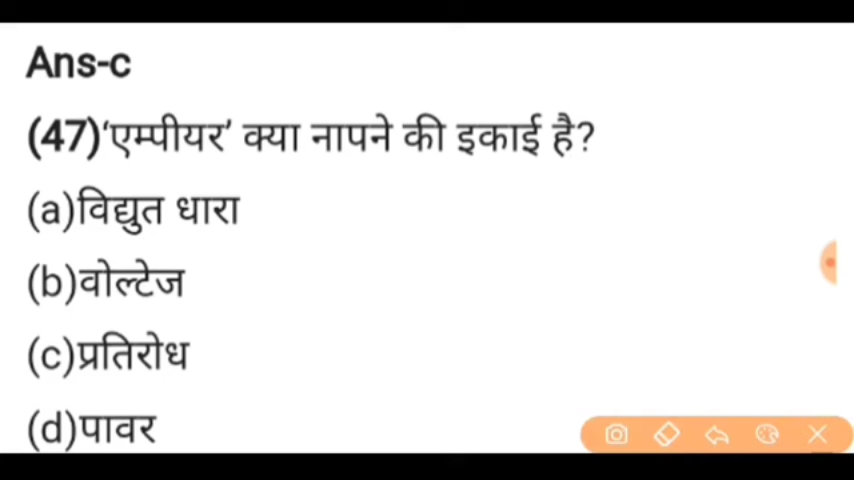 Ans-c
(47)‘एम्पीयर’ क्या नापने की इकाई है?
(a)विद्युत धारा
(b)वोल्टेज
(c)प्रतिरोध
(d)पावर